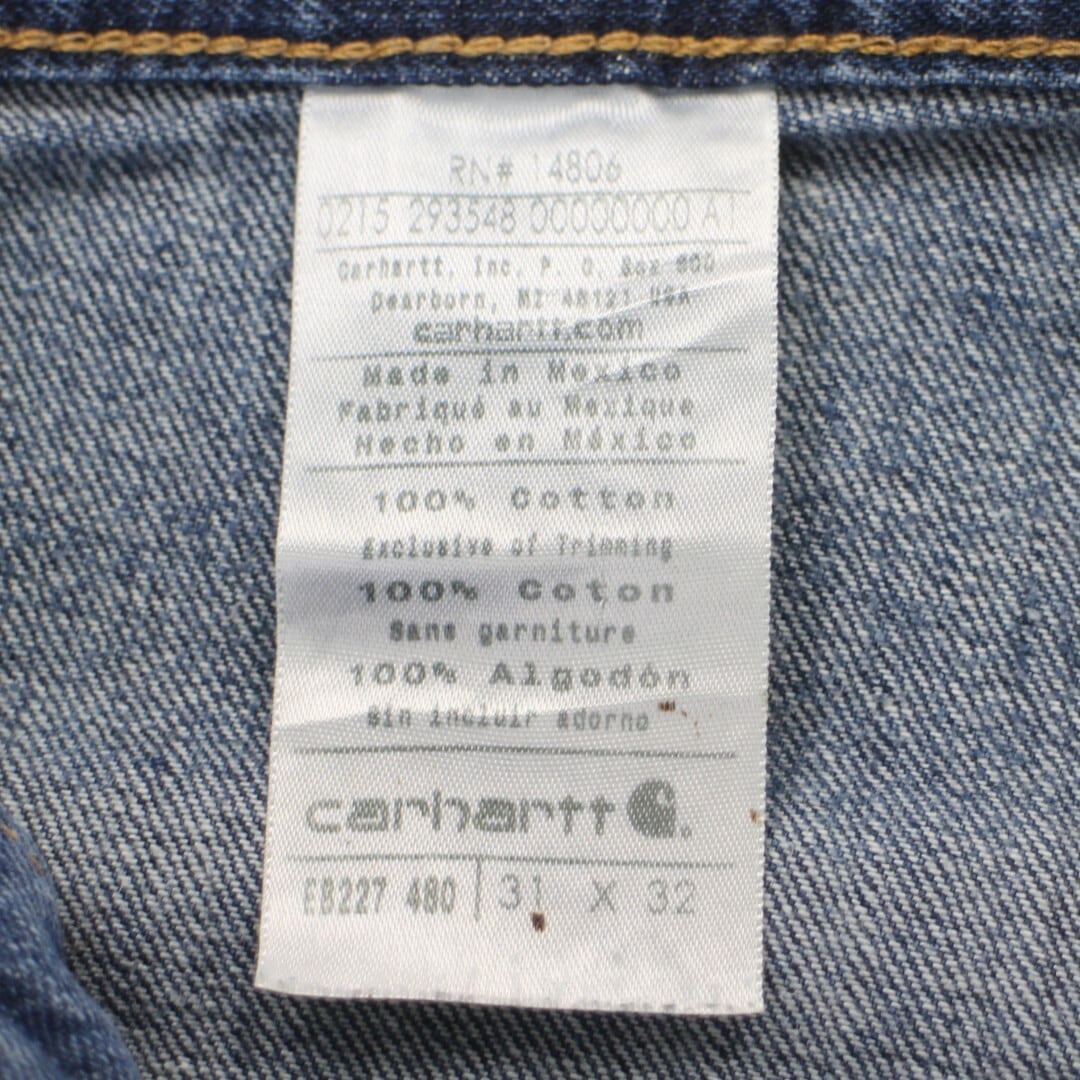 RN# 14806
0215 293548 00000000 A1
Carhartt, Inc. P. O. Box 600
Dearborn, MI 48121 USA
carhartt.com
Made in Mexico
Fabriqué au Mexique
Hecho en México
100% Cotton
Exclusive of Trimming
100% Coton
Sans garniture
100% Algodón
Sin incluir adorno
carhartt
EB227 480 31 X 32